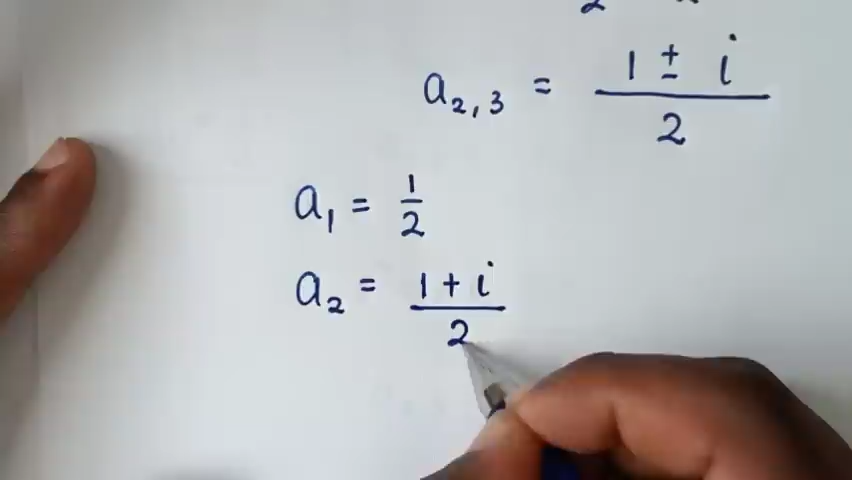 a₂,₃ = (1 ± i)/2
a₁ = 1/2
a₂ = (1 + i)/2